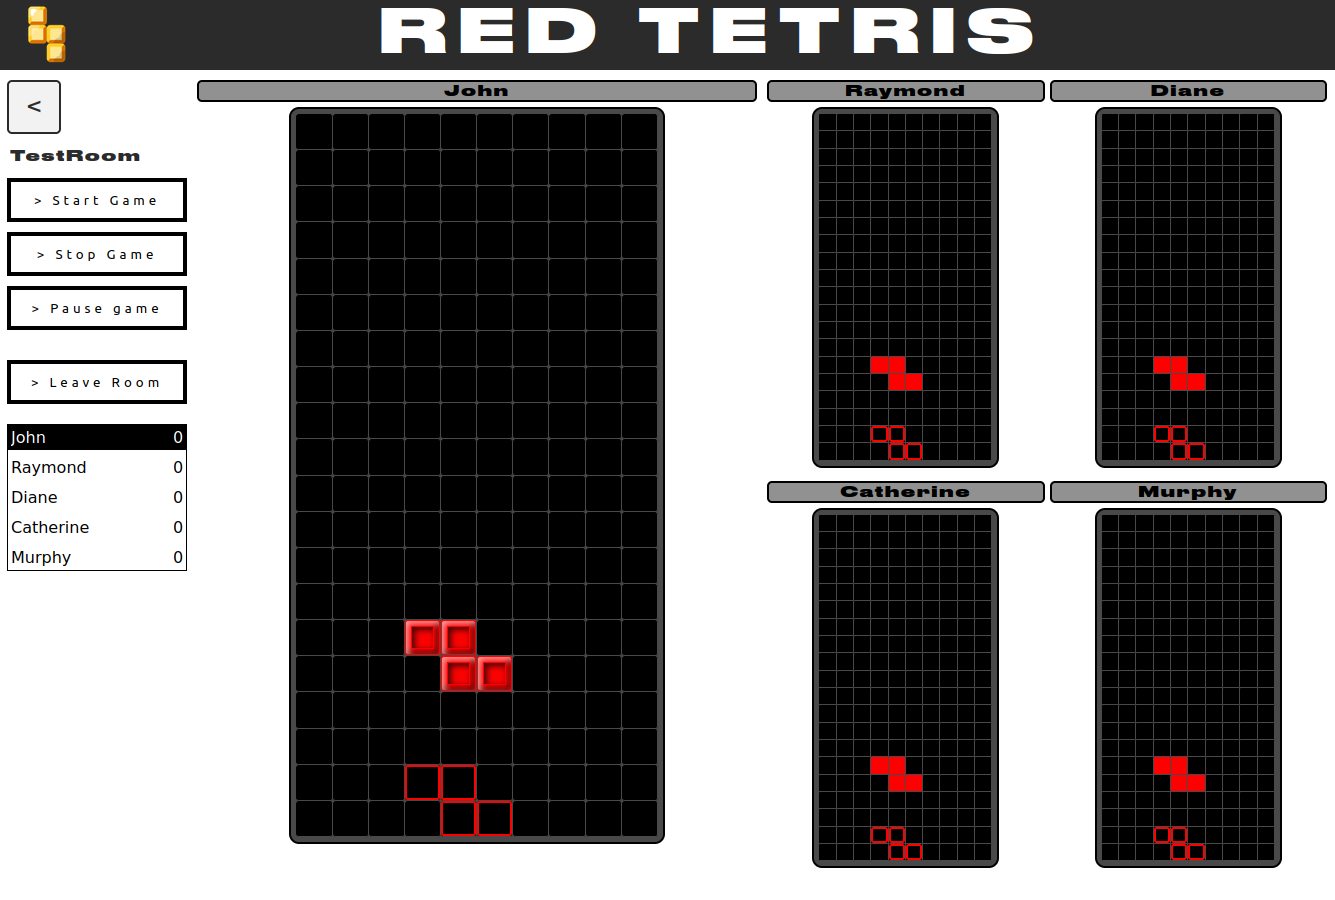 RED TETRIS
<
TestRoom
> Start Game
> Stop Game
> Pause game
> Leave Room
John 0
Raymond 0
Diane 0
Catherine 0
Murphy 0
John
Raymond
Diane
Catherine
Murphy